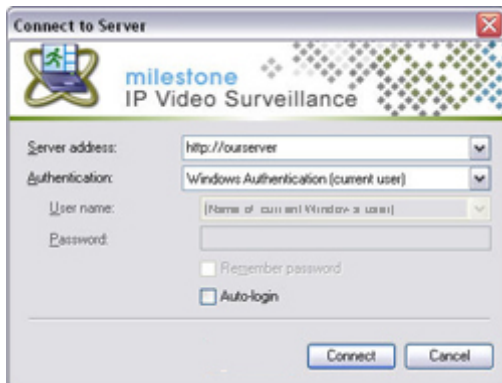 Connect to Server
milestone
IP Video Surveillance
Server address: http://ourserver
Authentication: Windows Authentication (current user)
User name: [Name of current Windows user]
Password:
Remember password
Auto-login
Connect Cancel